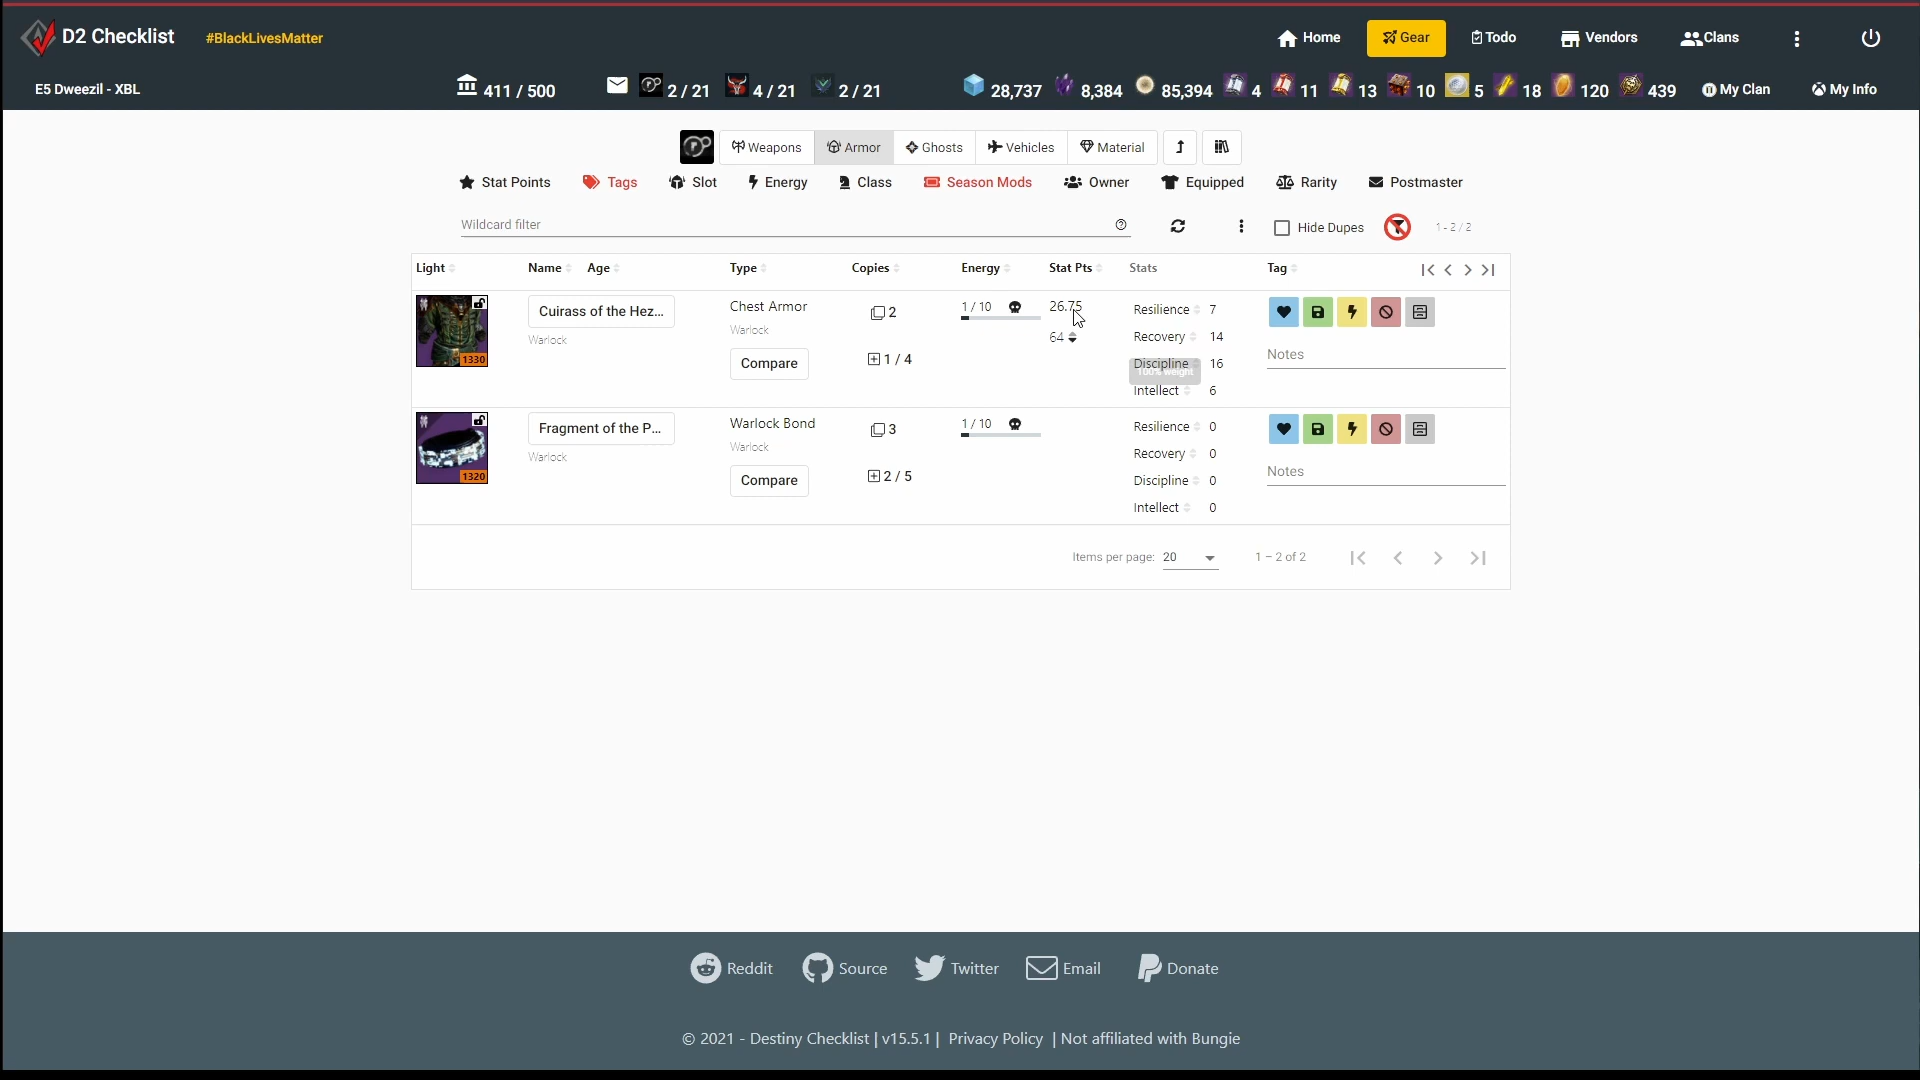 D2 Checklist #BlackLivesMatter Home Gear Todo Vendors Clans
E5 Dweezil - XBL 411 / 500 2 / 21 4 / 21 2 / 21 28,737 8,384 85,394 4 11 13 10 5 18 120 439 My Clan My Info
Weapons Armor Ghosts Vehicles Material
Stat Points Tags Slot Energy Class Season Mods Owner Equipped Rarity Postmaster
Wildcard filter Hide Dupes 1 - 2 / 2
Light Name Age Type Copies Energy Stat Pts Stats Tag
1330 Cuirass of the Hez... Chest Armor 2 1 / 10 26.75 Resilience 7
Warlock Warlock 64 Recovery 14
Compare 1 / 4 Discipline 16
100% weight
Intellect 6
Notes
1320 Fragment of the P... Warlock Bond 3 1 / 10 Resilience 0
Warlock Warlock Recovery 0
Compare 2 / 5 Discipline 0
Intellect 0
Notes
Items per page: 20 1 – 2 of 2
Reddit Source Twitter Email Donate
© 2021 - Destiny Checklist | v15.5.1 | Privacy Policy | Not affiliated with Bungie